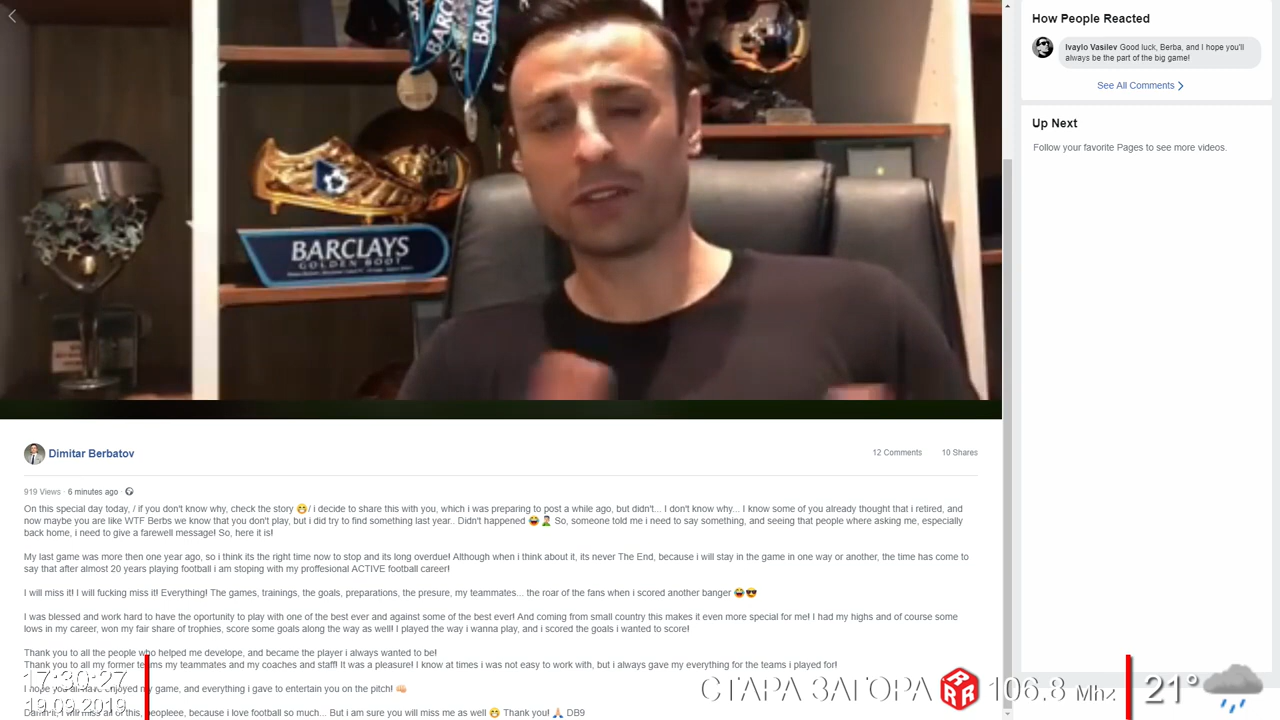 BARC
BARC
BARCLAYS
GOLDEN BOOT
How People Reacted
Ivaylo Vasilev Good luck, Berba, and I hope you'll
always be the part of the big game!
See All Comments
Up Next
Follow your favorite Pages to see more videos.
Dimitar Berbatov
12 Comments 10 Shares
919 Views · 6 minutes ago ·
On this special day today, / if you don't know why, check the story 😁/ i decide to share this with you, which i was preparing to post a while ago, but didn't... I don't know why... I know some of you already thought that i retired, and
now maybe you are like WTF Berbs we know that you don't play, but i did try to find something last year.. Didn't happened 😂🤦‍♂️ So, someone told me i need to say something, and seeing that people where asking me, especially
back home, i need to give a farewell message! So, here it is!
My last game was more then one year ago, so i think its the right time now to stop and its long overdue! Although when i think about it, its never The End, because i will stay in the game in one way or another, the time has come to
say that after almost 20 years playing football i am stoping with my proffesional ACTIVE football career!
I will miss it! I will fucking miss it! Everything! The games, trainings, the goals, preparations, the presure, my teammates... the roar of the fans when i scored another banger 😂😎
I was blessed and work hard to have the oportunity to play with one of the best ever and against some of the best ever! And coming from small country this makes it even more special for me! I had my highs and of course some
lows in my career, won my fair share of trophies, score some goals along the way as well! I played the way i wanna play, and i scored the goals i wanted to score!
Thank you to all the people who helped me develope, and became the player i always wanted to be!
Thank you to all my former teams my teammates and my coaches and staff! It was a pleasure! I know at times i was not easy to work with, but i always gave my everything for the teams i played for!
I hope you all have enjoyed my game, and everything i gave to entertain you on the pitch! 👊
Damn it, i will miss all of this, peopleee, because i love football so much... But i am sure you will miss me as well 😁 Thank you! 🙏 DB9
17:30:27
19.09.2019
СТАРА ЗАГОРА RRR 106.8 Mhz
21°